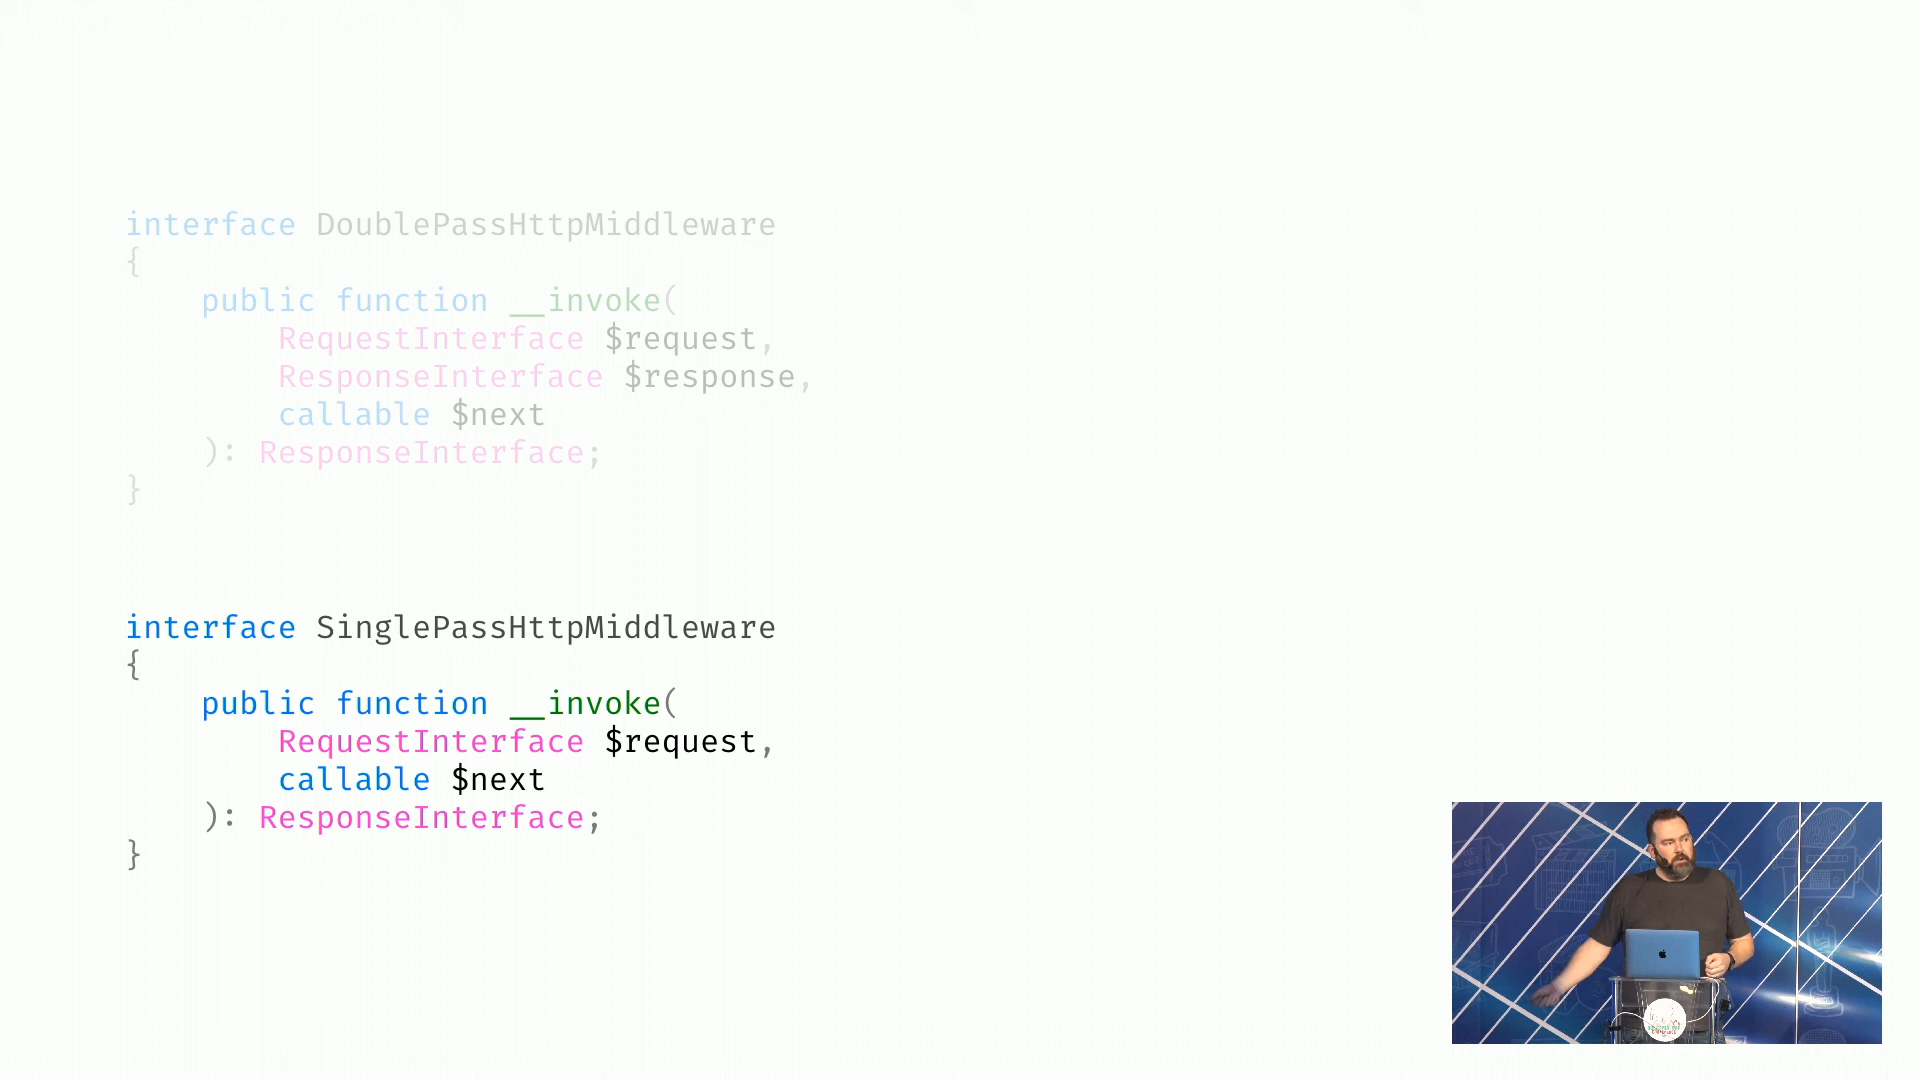 interface DoublePassHttpMiddleware
{
    public function __invoke(
        RequestInterface $request,
        ResponseInterface $response,
        callable $next
    ): ResponseInterface;
}
interface SinglePassHttpMiddleware
{
    public function __invoke(
        RequestInterface $request,
        callable $next
    ): ResponseInterface;
}